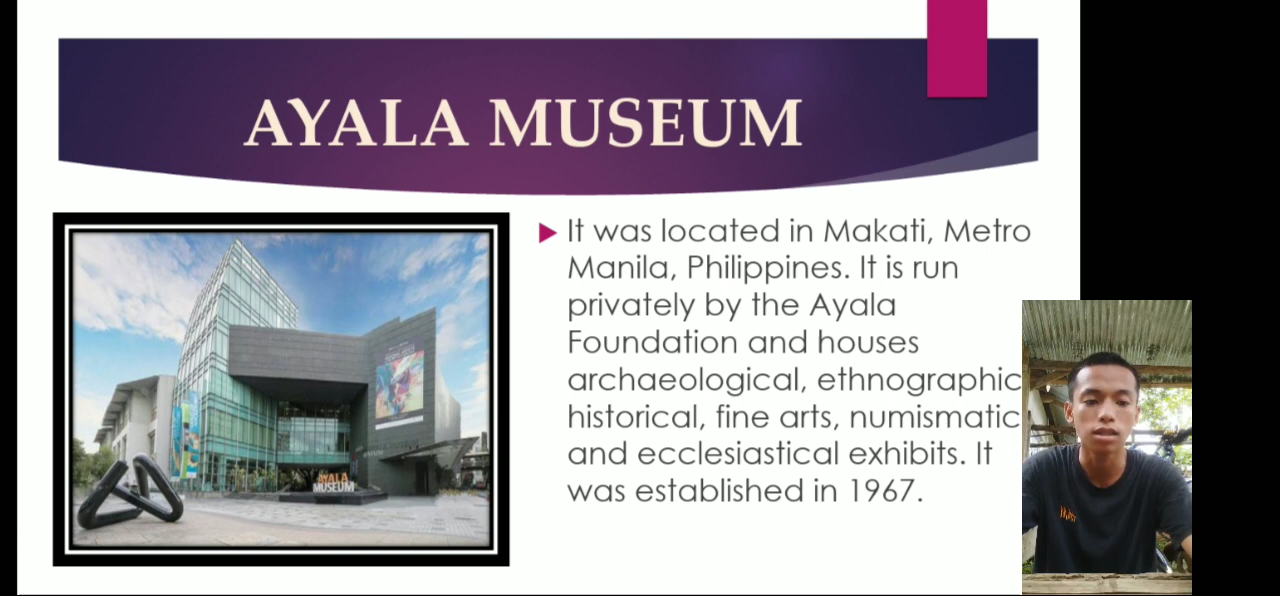 AYALA MUSEUM
It was located in Makati, Metro
Manila, Philippines. It is run
privately by the Ayala
Foundation and houses
archaeological, ethnographic
historical, fine arts, numismatic
and ecclesiastical exhibits. It
was established in 1967.
AYALA
MUSEUM